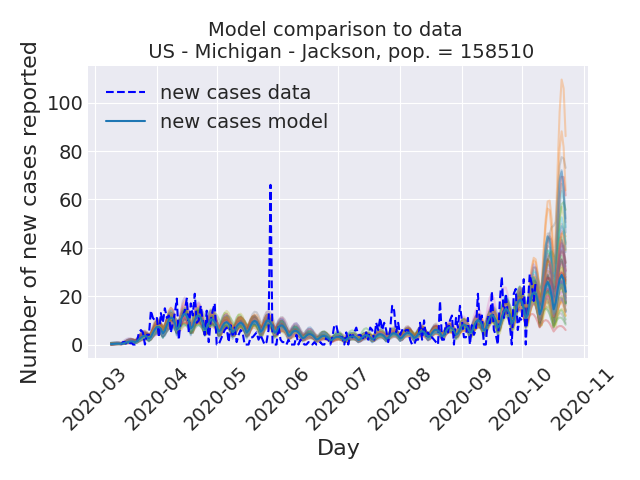 Model comparison to data
US - Michigan - Jackson, pop. = 158510
Number of new cases reported
100
80
60
40
20
0
new cases data
new cases model
2020-03
2020-04
2020-05
2020-06
2020-07
2020-08
2020-09
2020-10
2020-11
Day